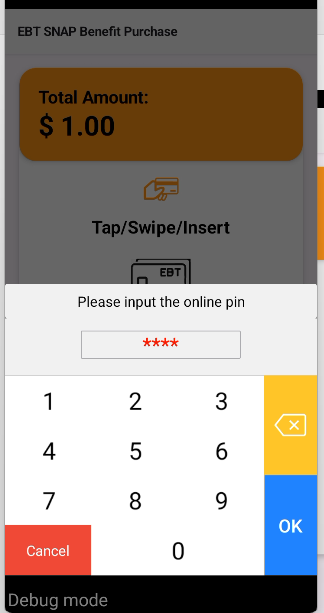 EBT SNAP Benefit Purchase
Total Amount:
$ 1.00
Tap/Swipe/Insert
EBT
Please input the online pin
****
1 2 3
4 5 6
7 8 9
OK
Cancel 0
Debug mode